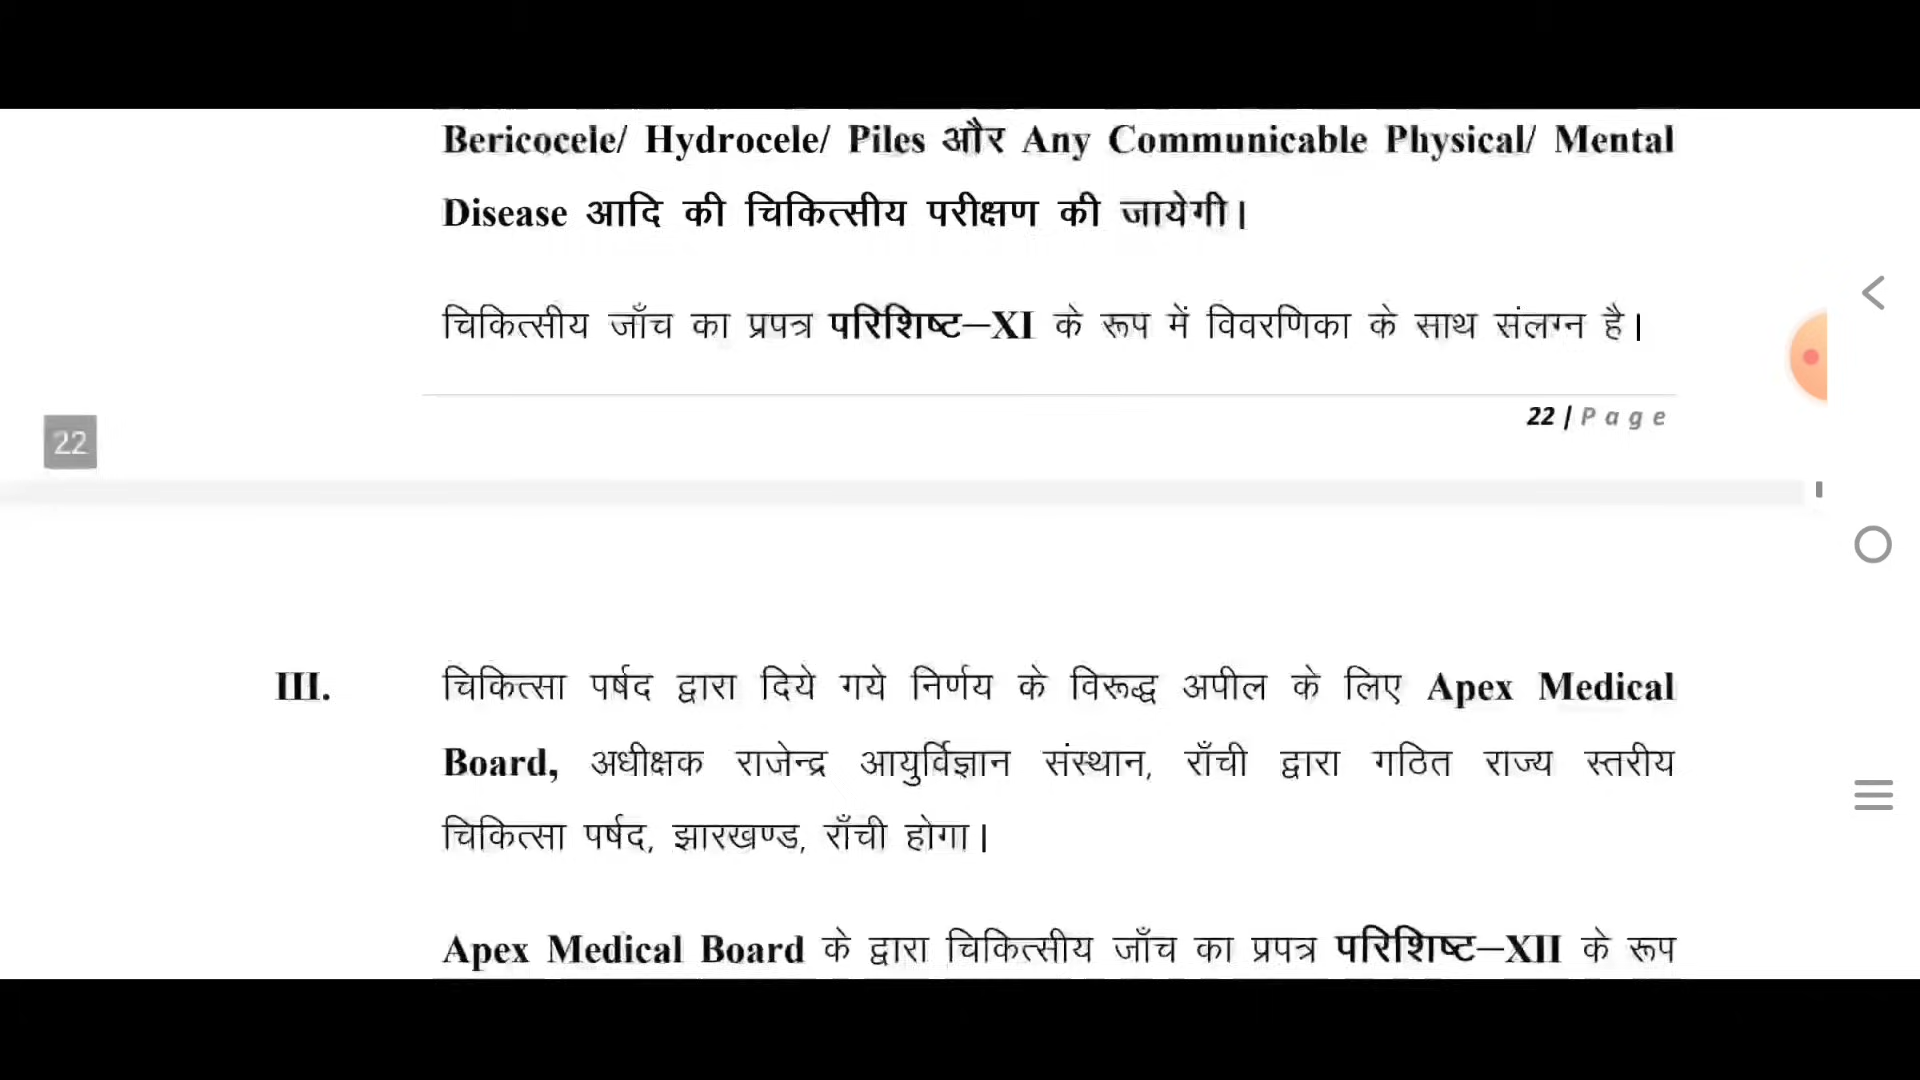 Bericocele/ Hydrocele/ Piles और Any Communicable Physical/ Mental
Disease आदि की चिकित्सीय परीक्षण की जायेगी।
चिकित्सीय जाँच का प्रपत्र परिशिष्ट–XI के रूप में विवरणिका के साथ संलग्न है।
22 | P a g e
22
III. चिकित्सा पर्षद द्वारा दिये गये निर्णय के विरूद्ध अपील के लिए Apex Medical
Board, अधीक्षक राजेन्द्र आयुर्विज्ञान संस्थान, राँची द्वारा गठित राज्य स्तरीय
चिकित्सा पर्षद, झारखण्ड, राँची होगा।
Apex Medical Board के द्वारा चिकित्सीय जाँच का प्रपत्र परिशिष्ट–XII के रूप